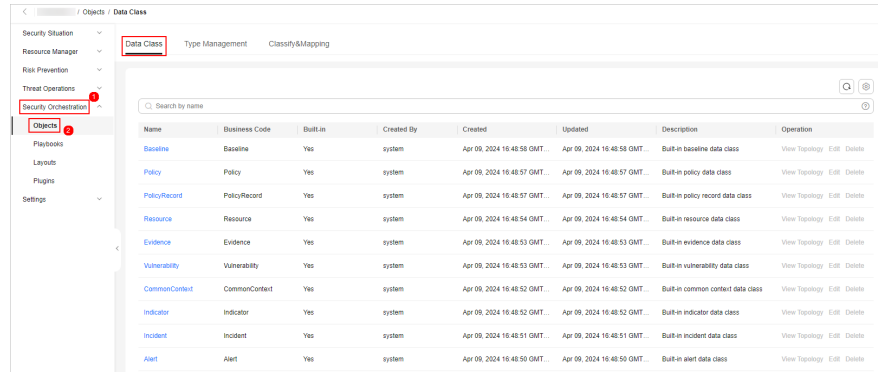 / Objects / Data Class
Security Situation
Resource Manager
Risk Prevention
Threat Operations
1
Security Orchestration
Objects
2
Playbooks
Layouts
Plugins
Settings
Data Class Type Management Classify&Mapping
Search by name
Name Business Code Built-in Created By Created Updated Description Operation
Baseline Baseline Yes system Apr 09, 2024 16:48:58 GMT... Apr 09, 2024 16:48:58 GMT... Built-in baseline data class View Topology Edit Delete
Policy Policy Yes system Apr 09, 2024 16:48:57 GMT... Apr 09, 2024 16:48:57 GMT... Built-in policy data class View Topology Edit Delete
PolicyRecord PolicyRecord Yes system Apr 09, 2024 16:48:57 GMT... Apr 09, 2024 16:48:57 GMT... Built-in policy record data class View Topology Edit Delete
Resource Resource Yes system Apr 09, 2024 16:48:54 GMT... Apr 09, 2024 16:48:54 GMT... Built-in resource data class View Topology Edit Delete
Evidence Evidence Yes system Apr 09, 2024 16:48:53 GMT... Apr 09, 2024 16:48:53 GMT... Built-in evidence data class View Topology Edit Delete
Vulnerability Vulnerability Yes system Apr 09, 2024 16:48:53 GMT... Apr 09, 2024 16:48:53 GMT... Built-in vulnerability data class View Topology Edit Delete
CommonContext CommonContext Yes system Apr 09, 2024 16:48:52 GMT... Apr 09, 2024 16:48:52 GMT... Built-in common context data class View Topology Edit Delete
Indicator Indicator Yes system Apr 09, 2024 16:48:52 GMT... Apr 09, 2024 16:48:52 GMT... Built-in indicator data class View Topology Edit Delete
Incident Incident Yes system Apr 09, 2024 16:48:51 GMT... Apr 09, 2024 16:48:51 GMT... Built-in incident data class View Topology Edit Delete
Alert Alert Yes system Apr 09, 2024 16:48:50 GMT... Apr 09, 2024 16:48:50 GMT... Built-in alert data class View Topology Edit Delete